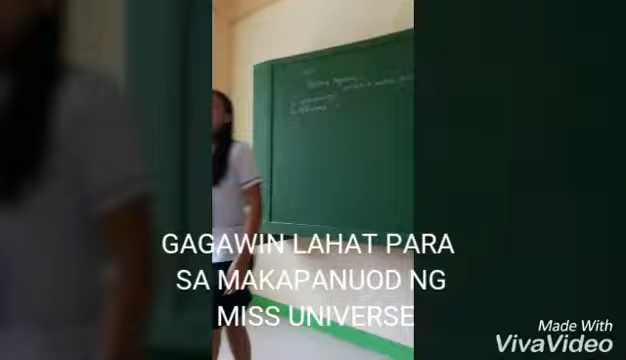 GAGAWIN LAHAT PARA
SA MAKAPANUOD NG
MISS UNIVERSE
Made With
VivaVideo